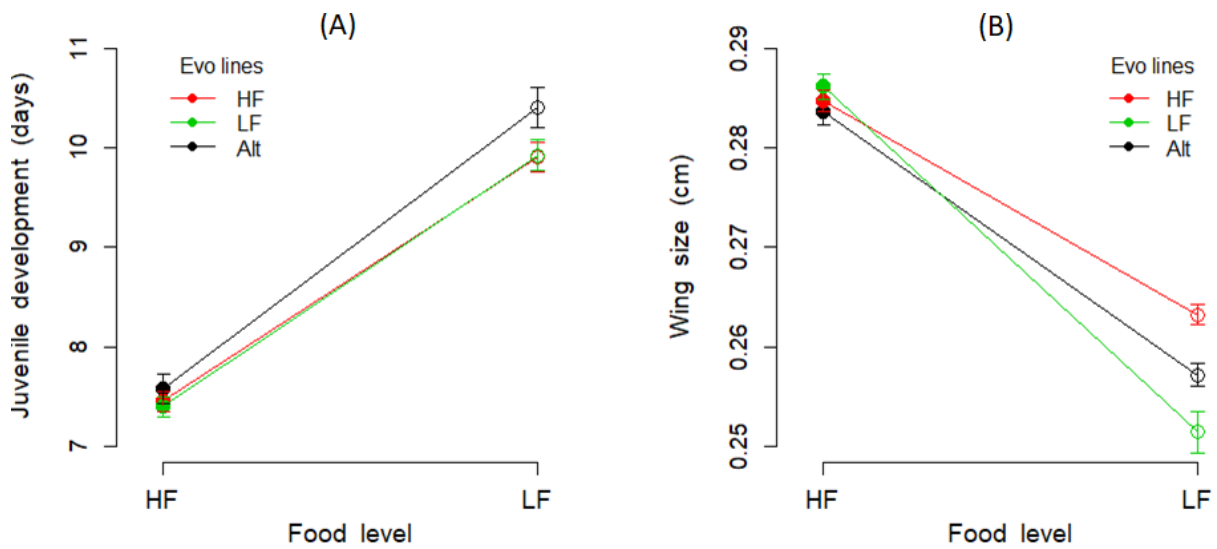 (A)
Juvenile development (days)
11
10
9
8
7
Evo lines
HF
LF
Alt
HF
LF
Food level
(B)
Wing size (cm)
0.29
0.28
0.27
0.26
0.25
Evo lines
HF
LF
Alt
HF
LF
Food level